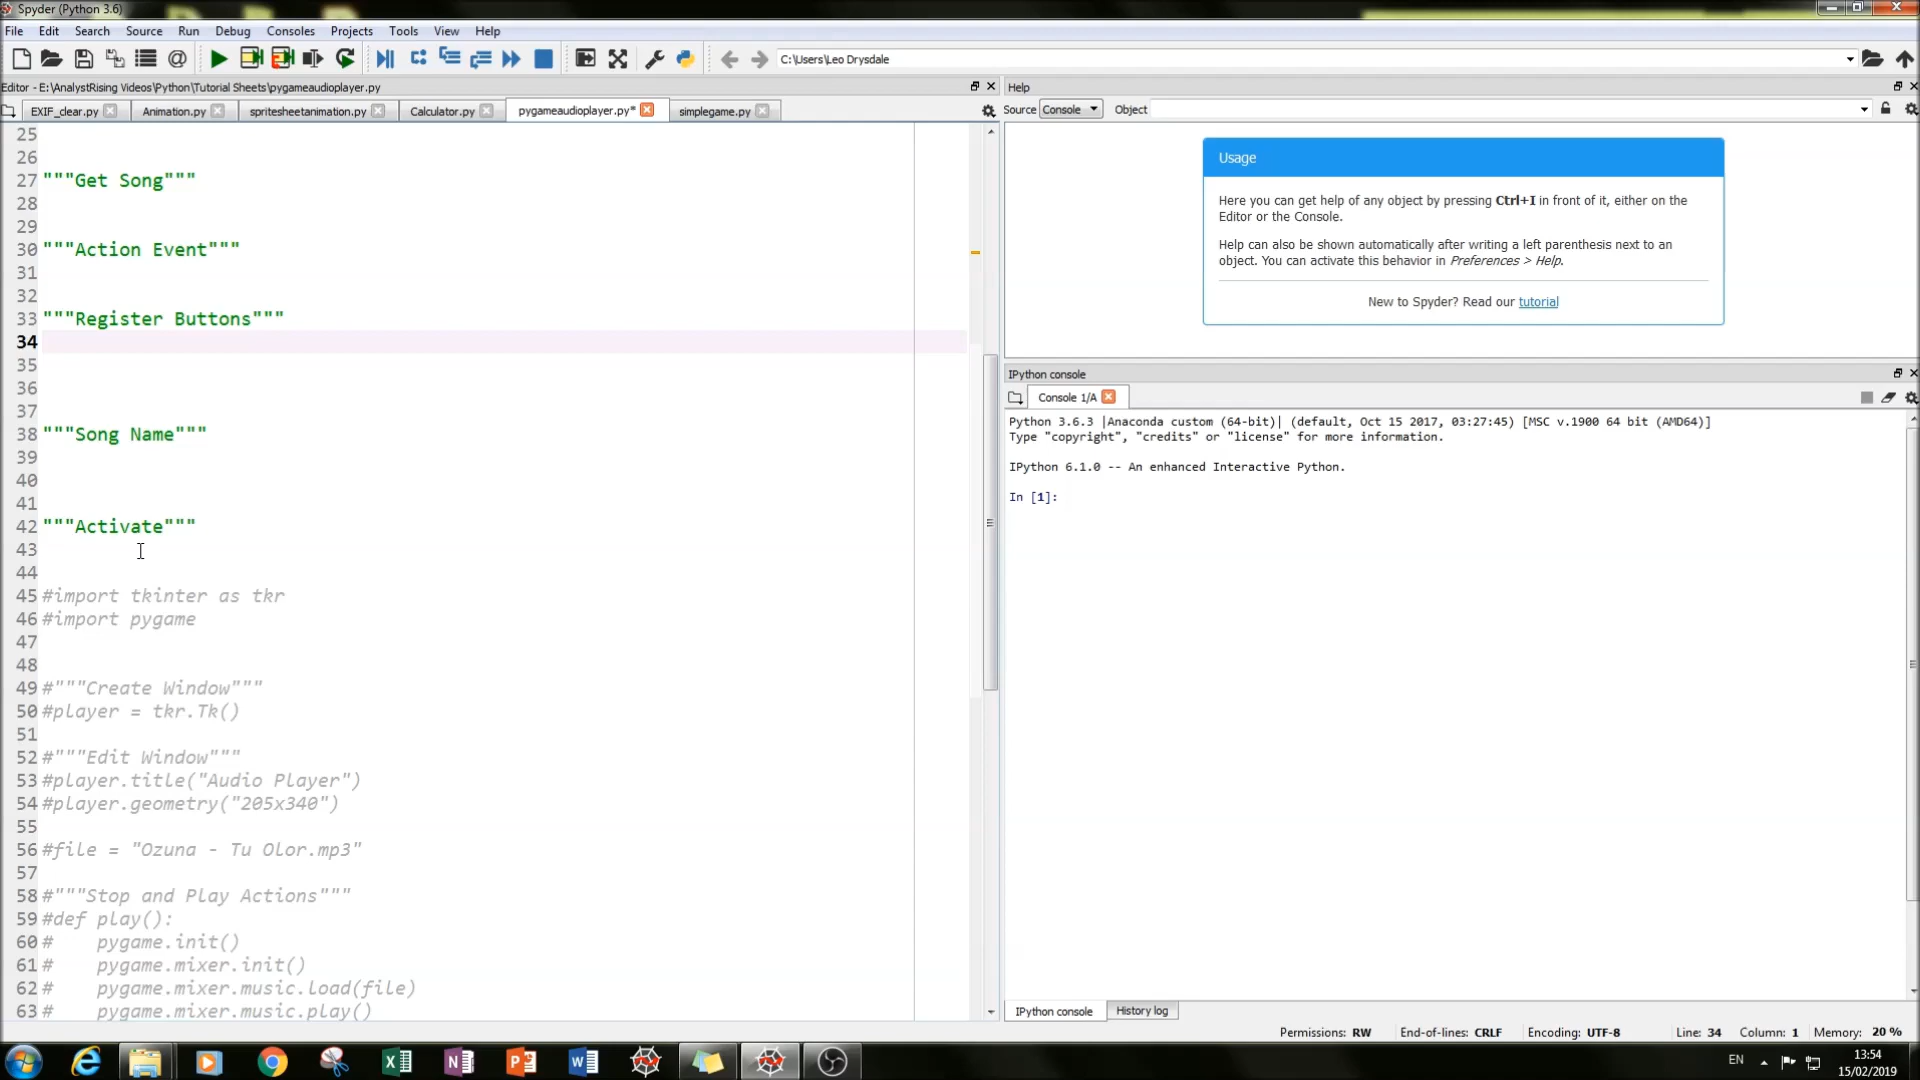 Spyder (Python 3.6)
File Edit Search Source Run Debug Consoles Projects Tools View Help
C:\Users\Leo Drysdale
Editor - E:\AnalystRising Videos\Python\Tutorial Sheets\pygameaudioplayer.py
EXIF_clear.py Animation.py spritesheetanimation.py Calculator.py pygameaudioplayer.py* simplegame.py
25
26
27 """Get Song"""
28
29
30 """Action Event"""
31
32
33 """Register Buttons"""
34
35
36
37
38 """Song Name"""
39
40
41
42 """Activate"""
43
44
45 #import tkinter as tkr
46 #import pygame
47
48
49 #"""Create Window"""
50 #player = tkr.Tk()
51
52 #"""Edit Window"""
53 #player.title("Audio Player")
54 #player.geometry("205x340")
55
56 #file = "Ozuna - Tu Olor.mp3"
57
58 #"""Stop and Play Actions"""
59 #def play():
60 #    pygame.init()
61 #    pygame.mixer.init()
62 #    pygame.mixer.music.load(file)
63 #    pygame.mixer.music.play()
Help
Source Console Object
Usage
Here you can get help of any object by pressing Ctrl+I in front of it, either on the
Editor or the Console.
Help can also be shown automatically after writing a left parenthesis next to an
object. You can activate this behavior in Preferences > Help.
New to Spyder? Read our tutorial
IPython console
Console 1/A
Python 3.6.3 |Anaconda custom (64-bit)| (default, Oct 15 2017, 03:27:45) [MSC v.1900 64 bit (AMD64)]
Type "copyright", "credits" or "license" for more information.
IPython 6.1.0 -- An enhanced Interactive Python.
In [1]:
IPython console History log
Permissions: RW End-of-lines: CRLF Encoding: UTF-8 Line: 34 Column: 1 Memory: 20 %
EN
13:54
15/02/2019